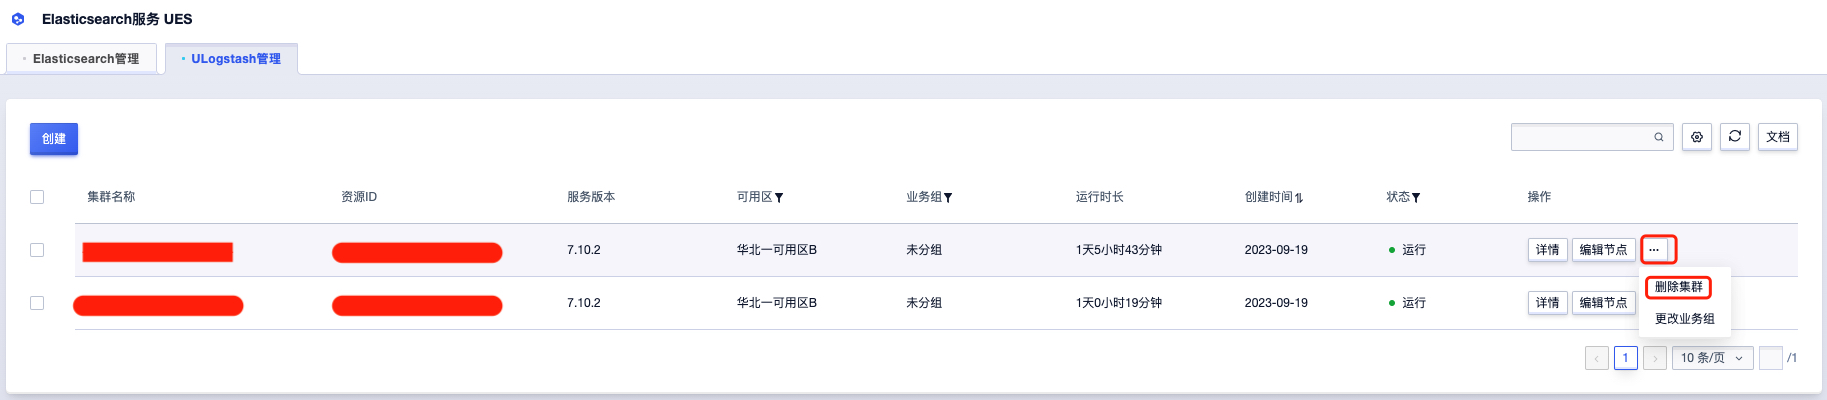 Elasticsearch服务 UES
Elasticsearch管理 ULogstash管理
创建 文档
集群名称 资源ID 服务版本 可用区 业务组 运行时长 创建时间 状态 操作
7.10.2 华北一可用区B 未分组 1天5小时43分钟 2023-09-19 运行 详情 编辑节点 ...
删除集群
7.10.2 华北一可用区B 未分组 1天0小时19分钟 2023-09-19 运行 详情 编辑节点
更改业务组
1 10 条/页 /1